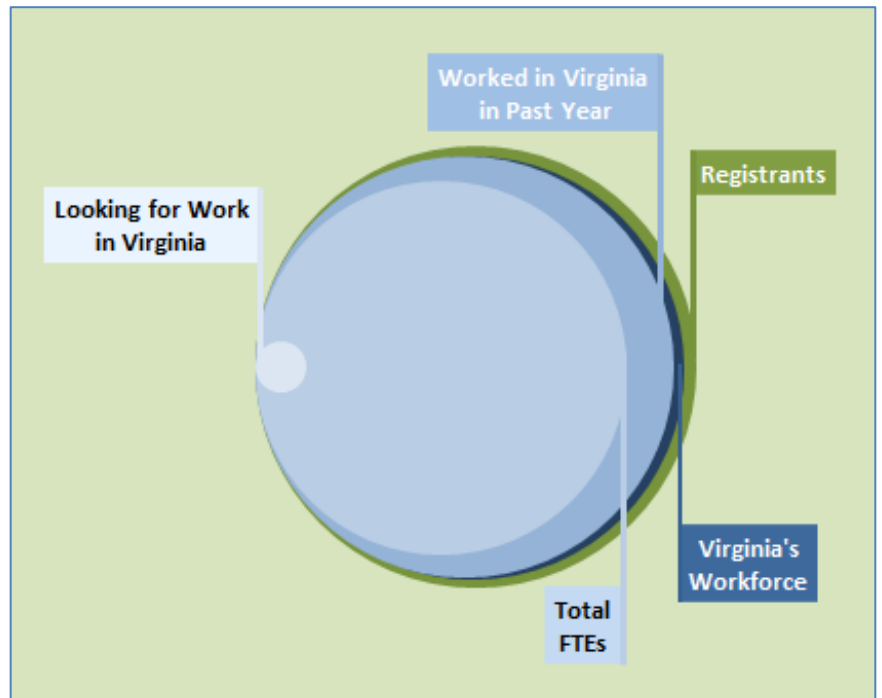 Worked in Virginia
in Past Year
Registrants
Looking for Work
in Virginia
Virginia's
Workforce
Total
FTEs